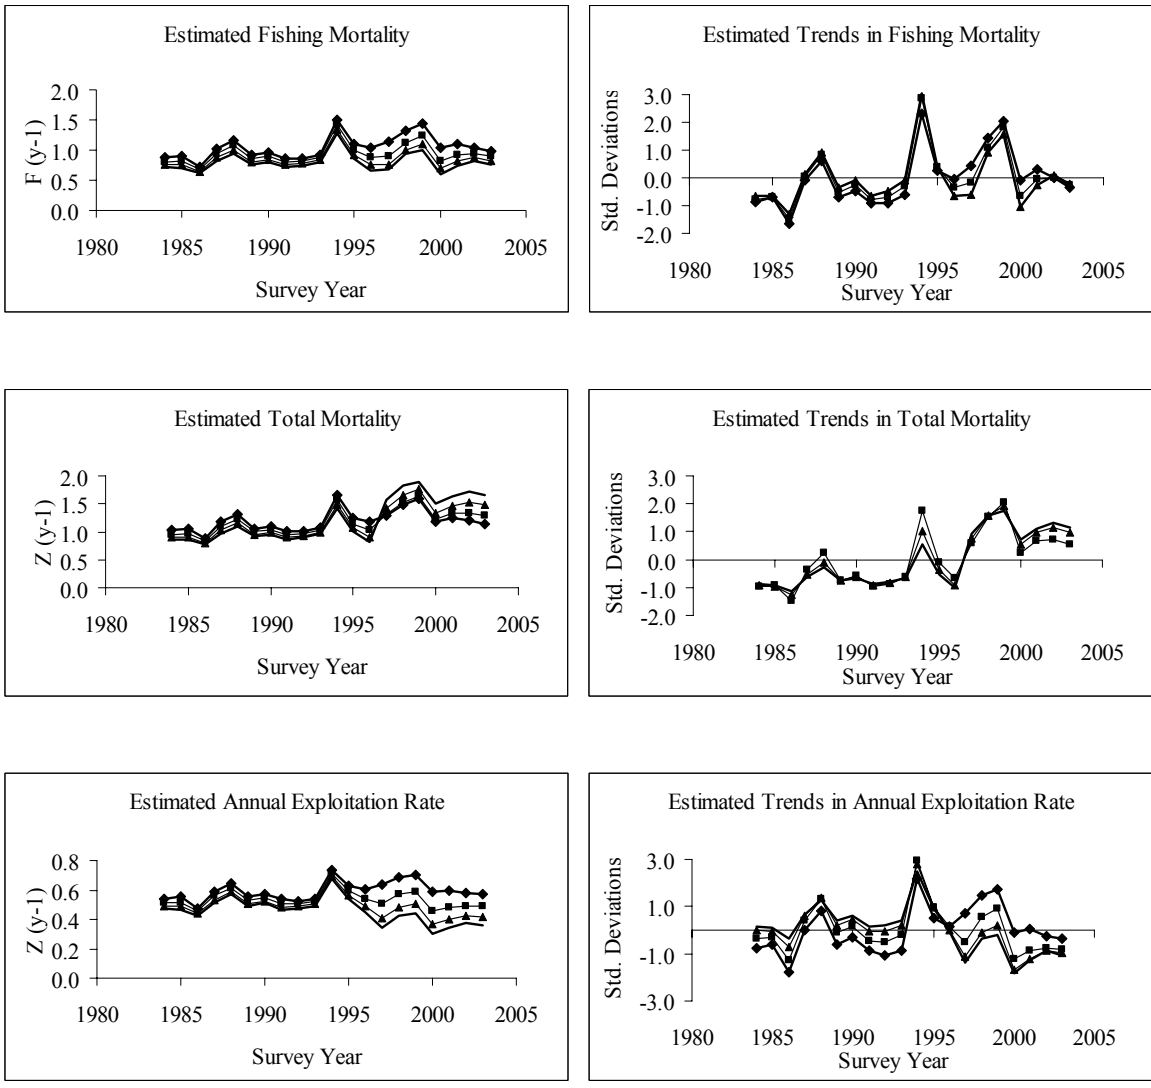 Estimated Fishing Mortality
2.0
1.5
1.0
0.5
0.0
F (y-1)
1980 1985 1990 1995 2000 2005
Survey Year
Estimated Trends in Fishing Mortality
3.0
2.0
1.0
0.0
-1.0
-2.0
Std. Deviations
1980 1985 1990 1995 2000 2005
Survey Year
Estimated Total Mortality
2.0
1.5
1.0
0.5
0.0
Z (y-1)
1980 1985 1990 1995 2000 2005
Survey Year
Estimated Trends in Total Mortality
3.0
2.0
1.0
0.0
-1.0
-2.0
Std. Deviations
1980 1985 1990 1995 2000 2005
Survey Year
Estimated Annual Exploitation Rate
0.8
0.6
0.4
0.2
0.0
Z (y-1)
1980 1985 1990 1995 2000 2005
Survey Year
Estimated Trends in Annual Exploitation Rate
3.0
1.0
-1.0
-3.0
Std. Deviations
1980 1985 1990 1995 2000 2005
Survey Year